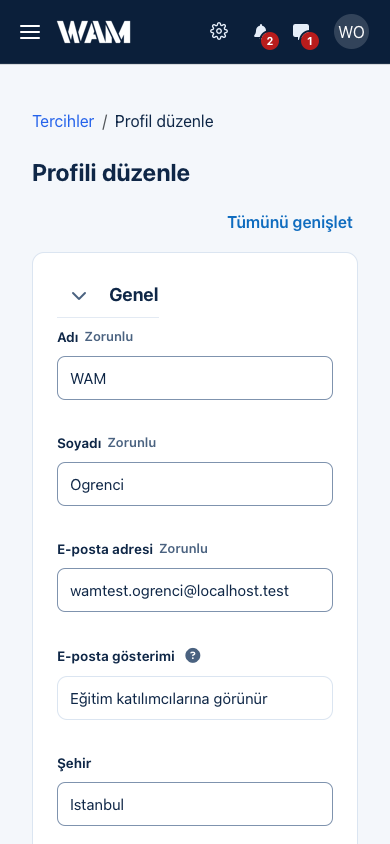 WAM
2
1
WO
Tercihler / Profil düzenle
Profili düzenle
Tümünü genişlet
Genel
Adı Zorunlu
WAM
Soyadı Zorunlu
Ogrenci
E-posta adresi Zorunlu
wamtest.ogrenci@localhost.test
E-posta gösterimi ?
Eğitim katılımcılarına görünür
Şehir
Istanbul